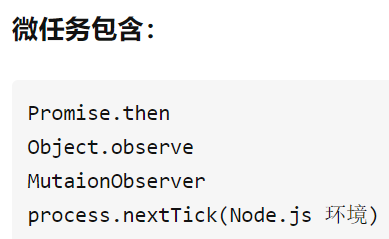 微任务包含：
Promise.then
Object.observe
MutaionObserver
process.nextTick(Node.js 环境)